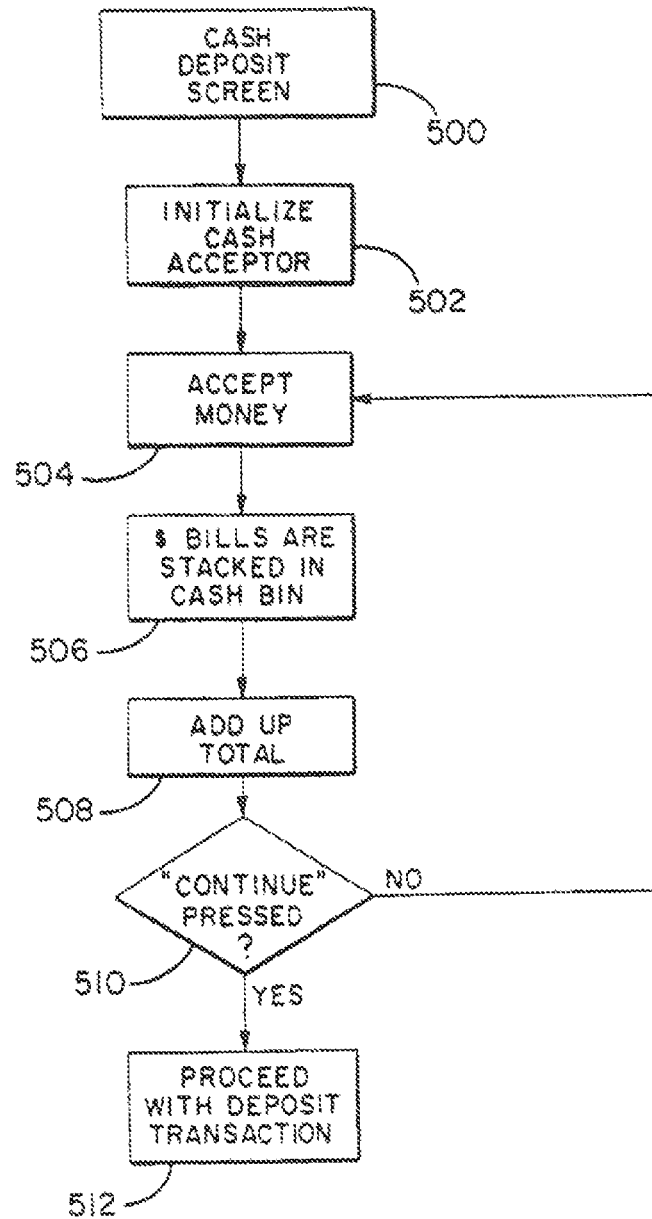 CASH
DEPOSIT
SCREEN
500
INITIALIZE
CASH
ACCEPTOR
502
ACCEPT
MONEY
504
$ BILLS ARE
STACKED IN
CASH BIN
506
ADD UP
TOTAL
508
"CONTINUE"
PRESSED
?
NO
510
YES
PROCEED
WITH DEPOSIT
TRANSACTION
512